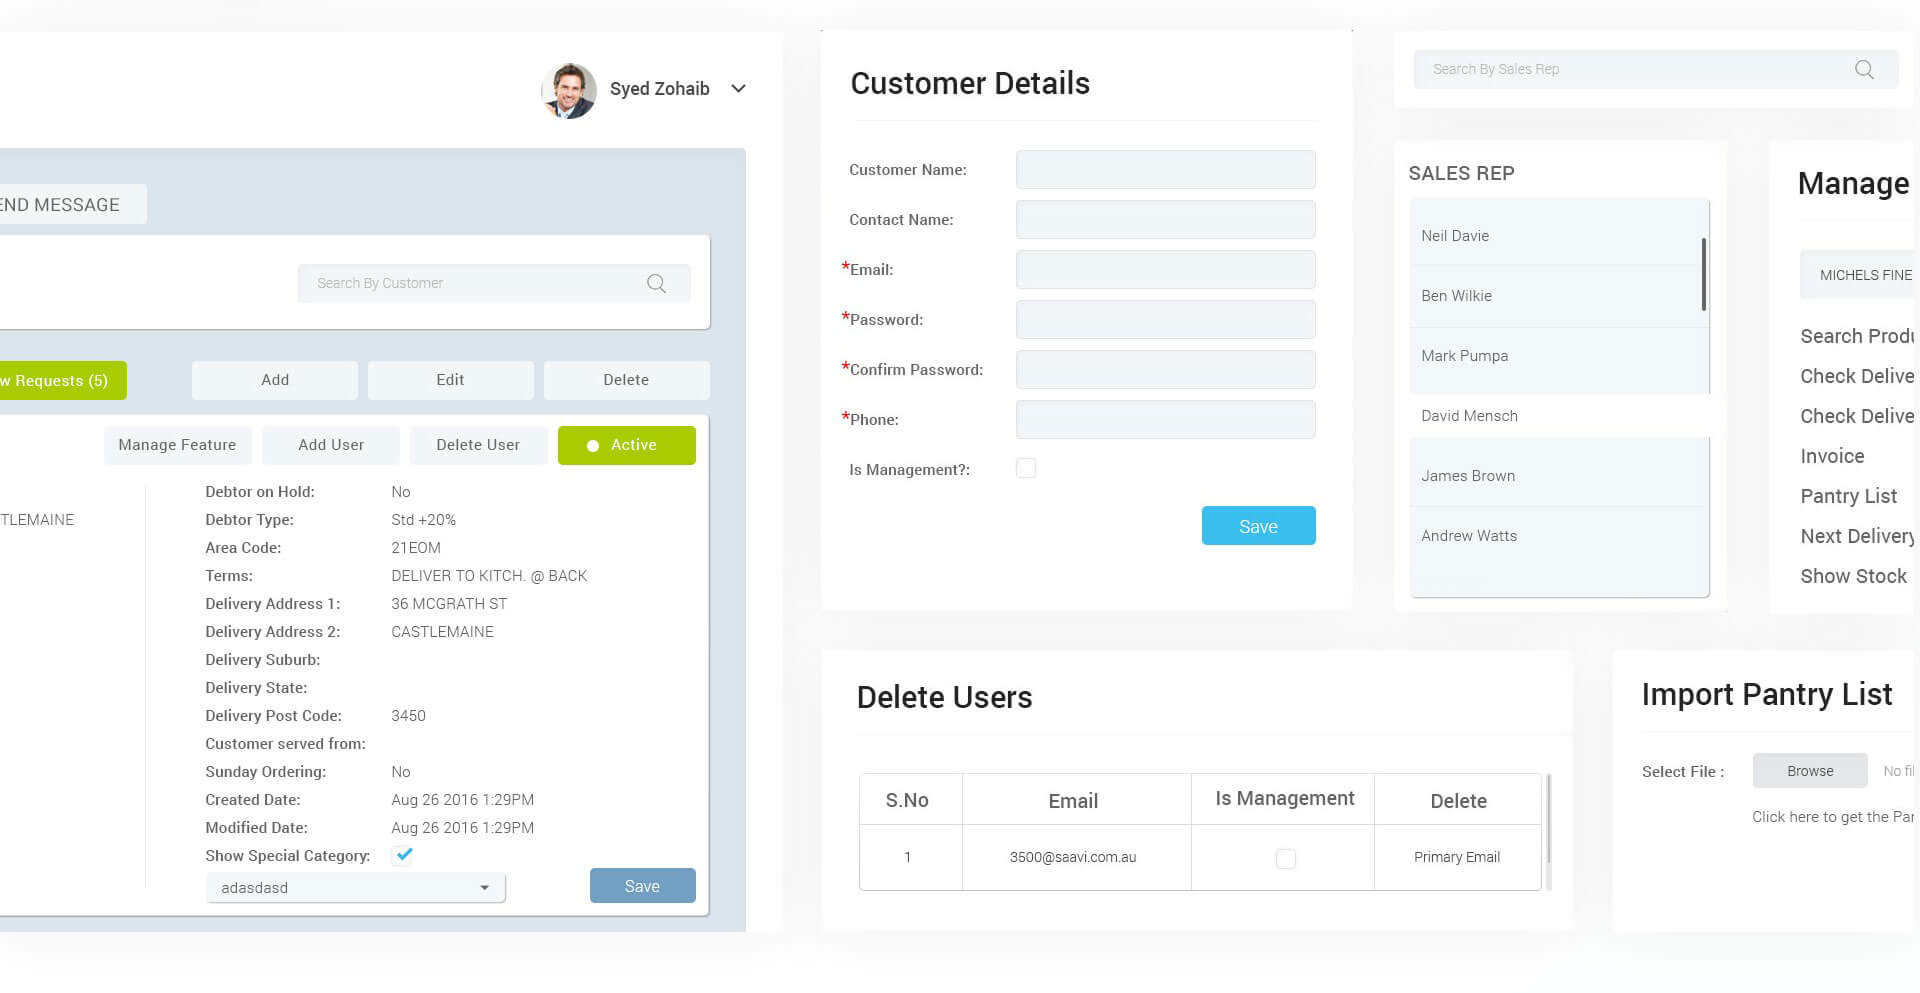 Syed Zohaib
END MESSAGE
Search By Customer
w Requests (5)
Add
Edit
Delete
Manage Feature
Add User
Delete User
Active
TLEMAINE
Debtor on Hold: No
Debtor Type: Std +20%
Area Code: 21EOM
Terms: DELIVER TO KITCH. @ BACK
Delivery Address 1: 36 MCGRATH ST
Delivery Address 2: CASTLEMAINE
Delivery Suburb:
Delivery State:
Delivery Post Code: 3450
Customer served from:
Sunday Ordering: No
Created Date: Aug 26 2016 1:29PM
Modified Date: Aug 26 2016 1:29PM
Show Special Category:
adasdasd
Save
Customer Details
Customer Name:
Contact Name:
*Email:
*Password:
*Confirm Password:
*Phone:
Is Management?:
Save
Search By Sales Rep
SALES REP
Neil Davie
Ben Wilkie
Mark Pumpa
David Mensch
James Brown
Andrew Watts
Manage
MICHELS FINE
Search Produ
Check Delive
Check Delive
Invoice
Pantry List
Next Delivery
Show Stock
Delete Users
S.No Email Is Management Delete
1 3500@saavi.com.au Primary Email
Import Pantry List
Select File : Browse No fil
Click here to get the Par